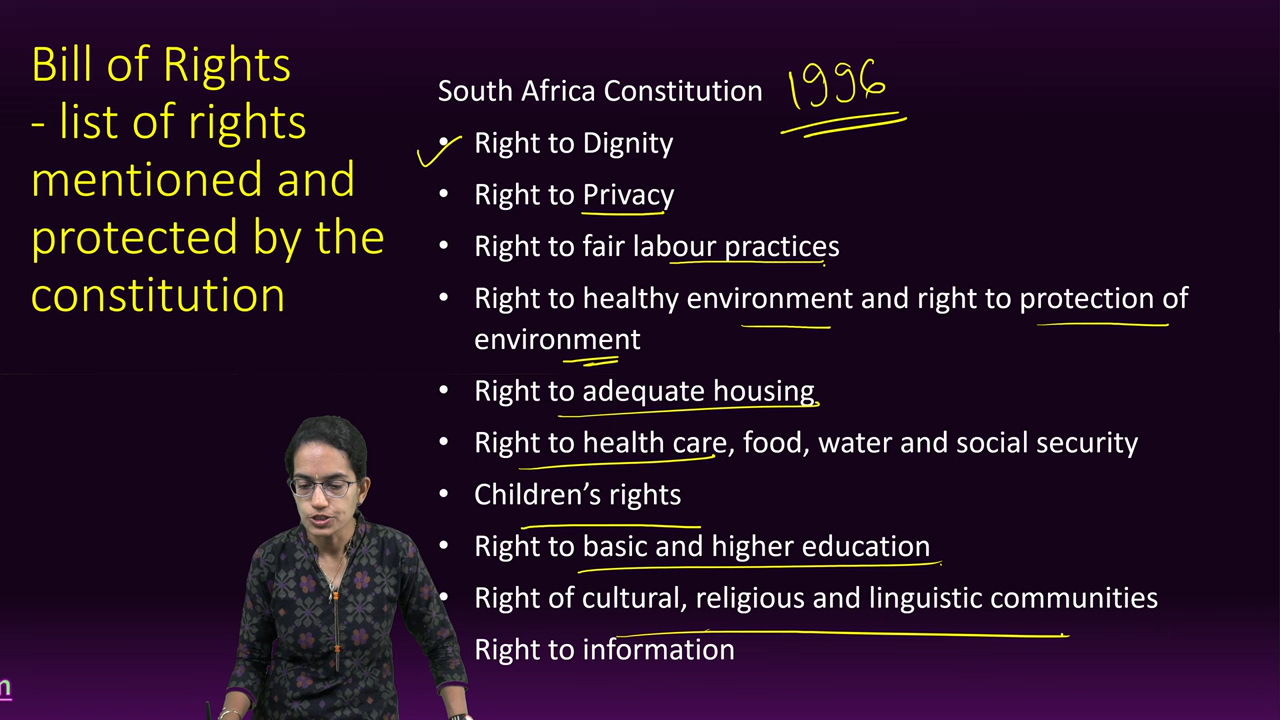 Bill of Rights
- list of rights
mentioned and
protected by the
constitution
South Africa Constitution 1996
• Right to Dignity
• Right to Privacy
• Right to fair labour practices
• Right to healthy environment and right to protection of
environment
• Right to adequate housing
• Right to health care, food, water and social security
• Children's rights
• Right to basic and higher education
• Right of cultural, religious and linguistic communities
Right to information